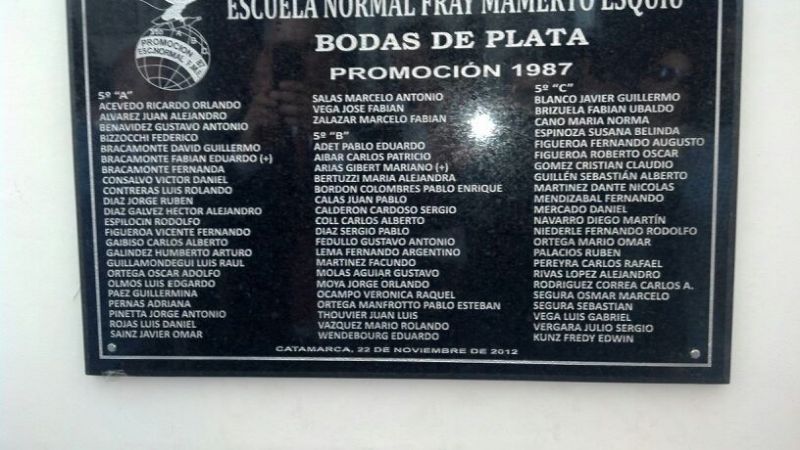 ESCUELA NORMAL FRAY MAMERTO ESQUIÚ
BODAS DE PLATA
PROMOCIÓN 1987
PROMOCION
ESC.NORMAL
5º "A"
ACEVEDO RICARDO ORLANDO
ALVAREZ JUAN ALEJANDRO
BENAVIDEZ GUSTAVO ANTONIO
BIZZOCCHI FEDERICO
BRACAMONTE DAVID GUILLERMO
BRACAMONTE FABIAN EDUARDO (+)
BRACAMONTE FERNANDA
CONSALVO VICTOR DANIEL
CONTRERAS LUIS ROLANDO
DIAZ JORGE RUBEN
DIAZ GALVEZ HECTOR ALEJANDRO
ESPILOCIN RODOLFO
FIGUEROA VICENTE FERNANDO
GAIBISO CARLOS ALBERTO
GALINDEZ HUMBERTO ARTURO
GUILLAMONDEGUI LUIS RAUL
ORTEGA OSCAR ADOLFO
OLMOS LUIS EDGARDO
PAEZ GUILLERMINA
PERNAS ADRIANA
PINETTA JORGE ANTONIO
ROJAS LUIS DANIEL
SAINZ JAVIER OMAR
SALAS MARCELO ANTONIO
VEGA JOSE FABIAN
ZALAZAR MARCELO FABIAN
5º "B"
ADET PABLO EDUARDO
AIBAR CARLOS PATRICIO
ARIAS GIBERT MARIANO (+)
BERTUZZI MARIA ALEJANDRA
BORDON COLOMBRES PABLO ENRIQUE
CALAS JUAN PABLO
CALDERON CARDOSO SERGIO
COLL CARLOS ALBERTO
DIAZ SERGIO PABLO
FEDULLO GUSTAVO ANTONIO
LEMA FERNANDO ARGENTINO
MARTINEZ FACUNDO
MOLAS AGUIAR GUSTAVO
MOYA JORGE ORLANDO
OCAMPO VERONICA RAQUEL
ORTEGA MANFROTTO PABLO ESTEBAN
THOUVIER JUAN LUIS
VAZQUEZ MARIO ROLANDO
WENDEBOURG EDUARDO
5º "C"
BLANCO JAVIER GUILLERMO
BRIZUELA FABIAN UBALDO
CANO MARIA NORMA
ESPINOZA SUSANA BELINDA
FIGUEROA FERNANDO AUGUSTO
FIGUEROA ROBERTO OSCAR
GOMEZ CRISTIAN CLAUDIO
GUILLÉN SEBASTIÁN ALBERTO
MARTINEZ DANTE NICOLAS
MENDIZABAL FERNANDO
MERCADO DANIEL
NAVARRO DIEGO MARTÍN
NIEDERLE FERNANDO RODOLFO
ORTEGA MARIO OMAR
PALACIOS RUBEN
PEREYRA CARLOS RAFAEL
RIVAS LOPEZ ALEJANDRO
RODRIGUEZ CORREA CARLOS A.
SEGURA OSMAR MARCELO
SEGURA SEBASTIAN
VEGA LUIS GABRIEL
VERGARA JULIO SERGIO
KUNZ FREDY EDWIN
CATAMARCA, 22 DE NOVIEMBRE DE 2012